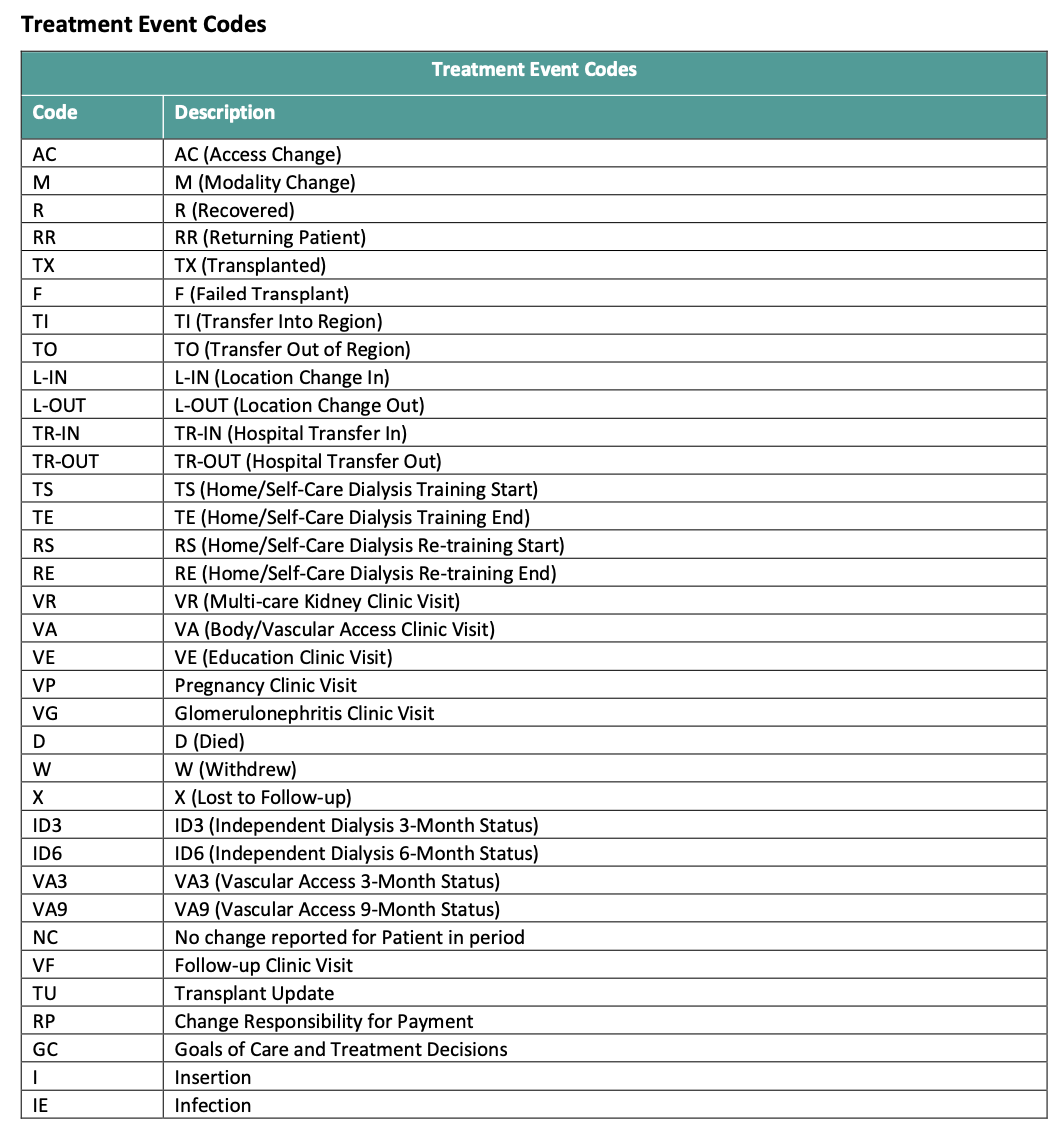 Treatment Event Codes
Treatment Event Codes
Code Description
AC AC (Access Change)
M M (Modality Change)
R R (Recovered)
RR RR (Returning Patient)
TX TX (Transplanted)
F F (Failed Transplant)
TI TI (Transfer Into Region)
TO TO (Transfer Out of Region)
L-IN L-IN (Location Change In)
L-OUT L-OUT (Location Change Out)
TR-IN TR-IN (Hospital Transfer In)
TR-OUT TR-OUT (Hospital Transfer Out)
TS TS (Home/Self-Care Dialysis Training Start)
TE TE (Home/Self-Care Dialysis Training End)
RS RS (Home/Self-Care Dialysis Re-training Start)
RE RE (Home/Self-Care Dialysis Re-training End)
VR VR (Multi-care Kidney Clinic Visit)
VA VA (Body/Vascular Access Clinic Visit)
VE VE (Education Clinic Visit)
VP Pregnancy Clinic Visit
VG Glomerulonephritis Clinic Visit
D D (Died)
W W (Withdrew)
X X (Lost to Follow-up)
ID3 ID3 (Independent Dialysis 3-Month Status)
ID6 ID6 (Independent Dialysis 6-Month Status)
VA3 VA3 (Vascular Access 3-Month Status)
VA9 VA9 (Vascular Access 9-Month Status)
NC No change reported for Patient in period
VF Follow-up Clinic Visit
TU Transplant Update
RP Change Responsibility for Payment
GC Goals of Care and Treatment Decisions
I Insertion
IE Infection